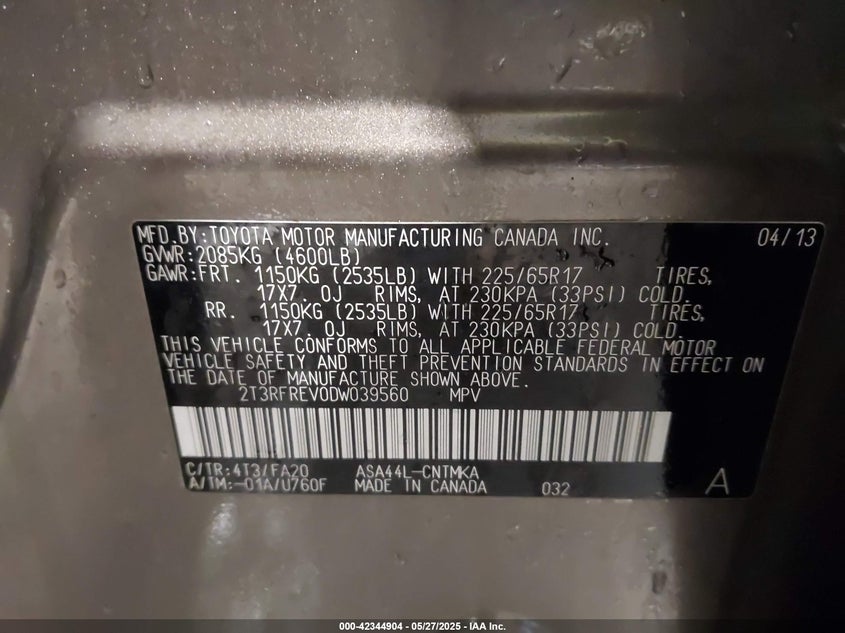 MFD.BY:TOYOTA MOTOR MANUFACTURING CANADA INC. 04/13
GVWR:2085KG (4600LB)
GAWR:FRT. 1150KG (2535LB) WITH 225/65R17 TIRES,
17X7. 0J RIMS, AT 230KPA (33PSI) COLD.
RR. 1150KG (2535LB) WITH 225/65R17 TIRES,
17X7. 0J RIMS, AT 230KPA (33PSI) COLD.
THIS VEHICLE CONFORMS TO ALL APPLICABLE FEDERAL MOTOR
VEHICLE SAFETY AND THEFT PREVENTION STANDARDS IN EFFECT ON
THE DATE OF MANUFACTURE SHOWN ABOVE.
2T3RFREV0DW039560 MPV
C/TR:4T3/FA20 ASA44L-CNTMKA
A/TM:-01A/U760F MADE IN CANADA 032 A
000-42344904 - 05/27/2025 - IAA Inc.